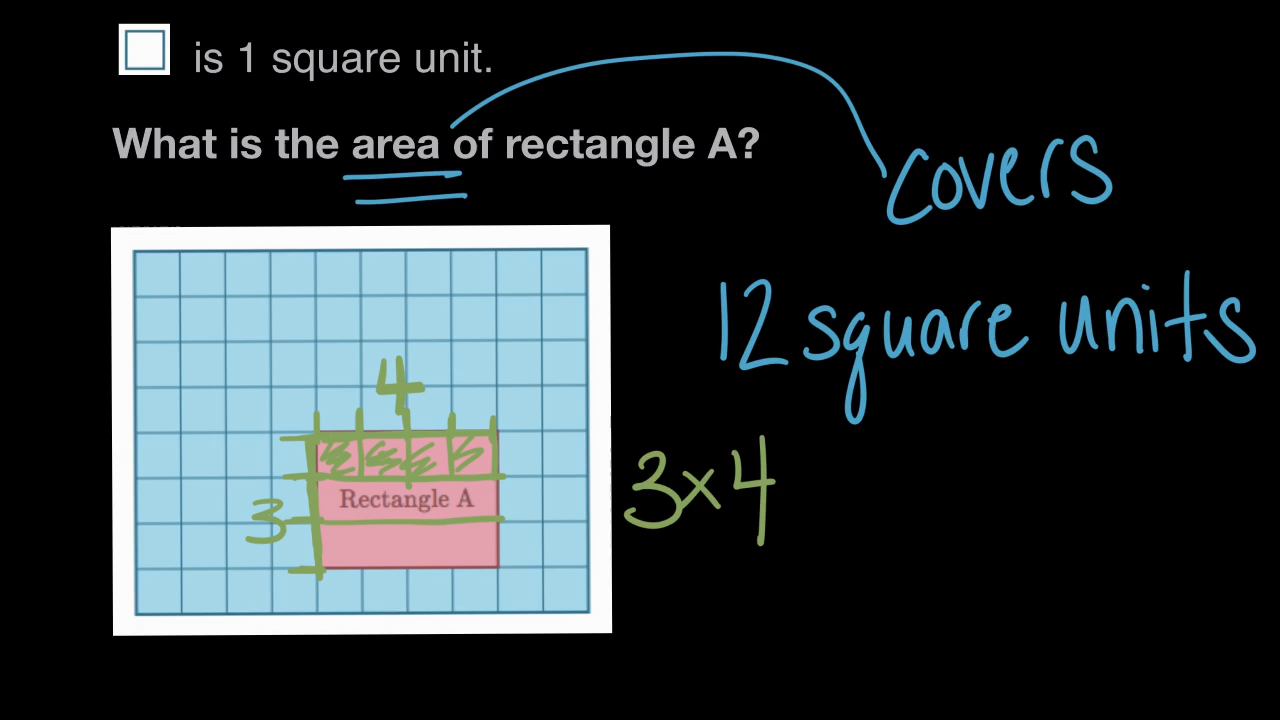 is 1 square unit.
What is the area of rectangle A?
covers
12 square units
4
3
Rectangle A
3x4